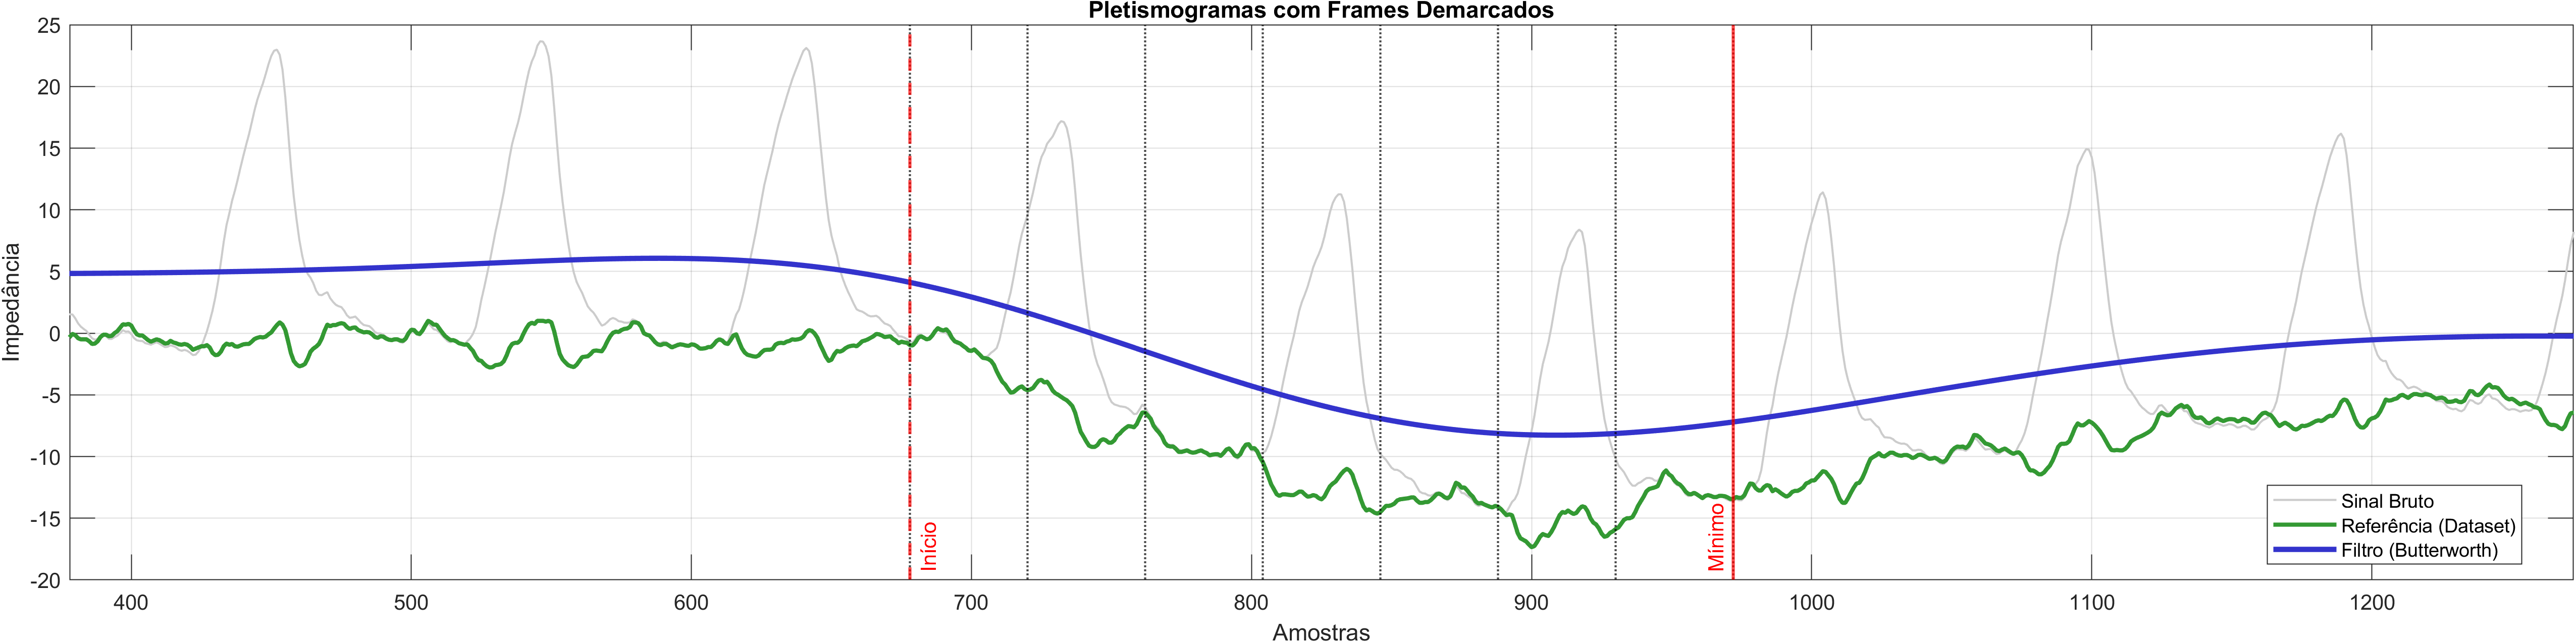 Pletismogramas com Frames Demarcados
25
20
15
10
5
0
-5
-10
-15
-20
Impedância
Início
Mínimo
Sinal Bruto
Referência (Dataset)
Filtro (Butterworth)
400 500 600 700 800 900 1000 1100 1200
Amostras